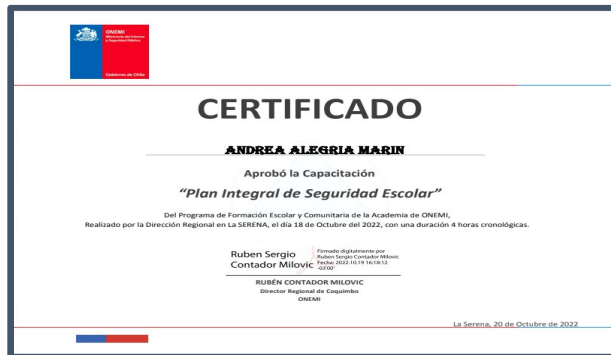 ONEMI
Ministerio del Interior
y Seguridad Pública
Gobierno de Chile
CERTIFICADO
ANDREA ALEGRIA MARIN
Aprobó la Capacitación
“Plan Integral de Seguridad Escolar”
Del Programa de Formación Escolar y Comunitaria de la Academia de ONEMI,
Realizado por la Dirección Regional en La SERENA, el día 18 de Octubre del 2022, con una duración 4 horas cronológicas.
Ruben Sergio
Contador Milovic
Firmado digitalmente por
Ruben Sergio Contador Milovic
Fecha: 2022.10.19 16:18:12
-03'00'
RUBÉN CONTADOR MILOVIC
Director Regional de Coquimbo
ONEMI
La Serena, 20 de Octubre de 2022